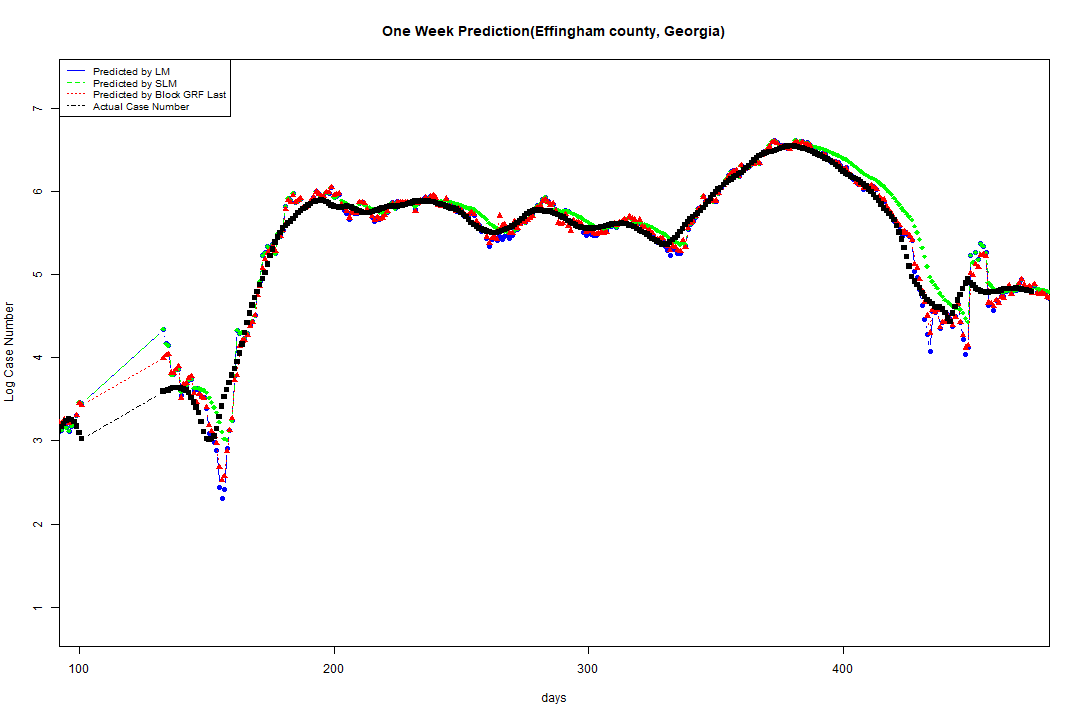 One Week Prediction(Effingham county, Georgia)
Predicted by LM
Predicted by SLM
Predicted by Block GRF Last
Actual Case Number
7
6
5
4
3
2
1
Log Case Number
100 200 300 400
days